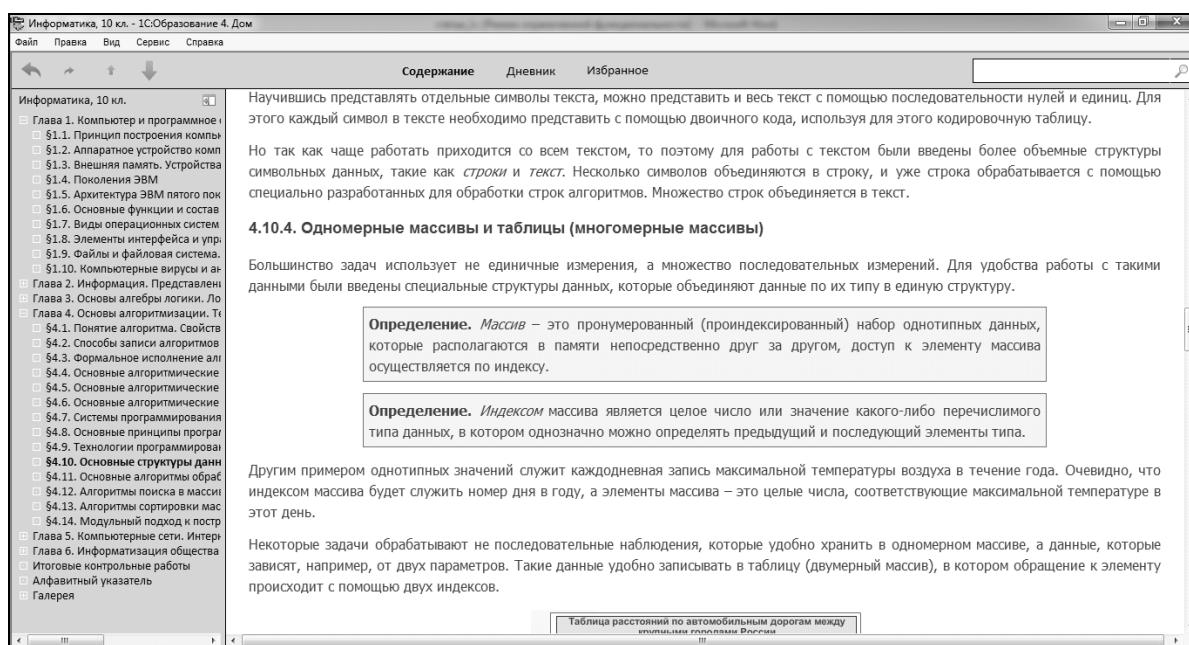 Информатика, 10 кл. - 1С:Образование 4. Дом
Файл Правка Вид Сервис Справка
Содержание Дневник Избранное
Информатика, 10 кл.
Глава 1. Компьютер и программное
§1.1. Принцип построения компью
§1.2. Аппаратное устройство комп
§1.3. Внешняя память. Устройства
§1.4. Поколения ЭВМ
§1.5. Архитектура ЭВМ пятого пок
§1.6. Основные функции и состав
§1.7. Виды операционных систем
§1.8. Элементы интерфейса и упра
§1.9. Файлы и файловая система.
§1.10. Компьютерные вирусы и ан
Глава 2. Информация. Представлени
Глава 3. Основы алгебры логики. Ло
Глава 4. Основы алгоритмизации. Те
§4.1. Понятие алгоритма. Свойств
§4.2. Способы записи алгоритмов
§4.3. Формальное исполнение алг
§4.4. Основные алгоритмические
§4.5. Основные алгоритмические
§4.6. Основные алгоритмические
§4.7. Системы программирования
§4.8. Основные принципы програм
§4.9. Технологии программирован
§4.10. Основные структуры данн
§4.11. Основные алгоритмы обраб
§4.12. Алгоритмы поиска в массив
§4.13. Алгоритмы сортировки мас
§4.14. Модульный подход к постр
Глава 5. Компьютерные сети. Интерн
Глава 6. Информатизация общества
Итоговые контрольные работы
Алфавитный указатель
Галерея
Научившись представлять отдельные символы текста, можно представить и весь текст с помощью последовательности нулей и единиц. Для
этого каждый символ в тексте необходимо представить с помощью двоичного кода, используя для этого кодировочную таблицу.
Но так как чаще работать приходится со всем текстом, то поэтому для работы с текстом были введены более объемные структуры
символьных данных, такие как строки и текст. Несколько символов объединяются в строку, и уже строка обрабатывается с помощью
специально разработанных для обработки строк алгоритмов. Множество строк объединяется в текст.
4.10.4. Одномерные массивы и таблицы (многомерные массивы)
Большинство задач использует не единичные измерения, а множество последовательных измерений. Для удобства работы с такими
данными были введены специальные структуры данных, которые объединяют данные по их типу в единую структуру.
Определение. Массив – это пронумерованный (проиндексированный) набор однотипных данных,
которые располагаются в памяти непосредственно друг за другом, доступ к элементу массива
осуществляется по индексу.
Определение. Индексом массива является целое число или значение какого-либо перечислимого
типа данных, в котором однозначно можно определять предыдущий и последующий элементы типа.
Другим примером однотипных значений служит каждодневная запись максимальной температуры воздуха в течение года. Очевидно, что
индексом массива будет служить номер дня в году, а элементы массива – это целые числа, соответствующие максимальной температуре в
этот день.
Некоторые задачи обрабатывают не последовательные наблюдения, которые удобно хранить в одномерном массиве, а данные, которые
зависят, например, от двух параметров. Такие данные удобно записывать в таблицу (двумерный массив), в котором обращение к элементу
происходит с помощью двух индексов.
Таблица расстояний по автомобильным дорогам между
крупными городами России